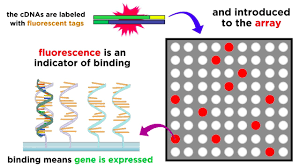 the cDNAs are labeled
with fluorescent tags
and introduced
to the array
fluorescence is an
indicator of binding
binding means gene is expressed